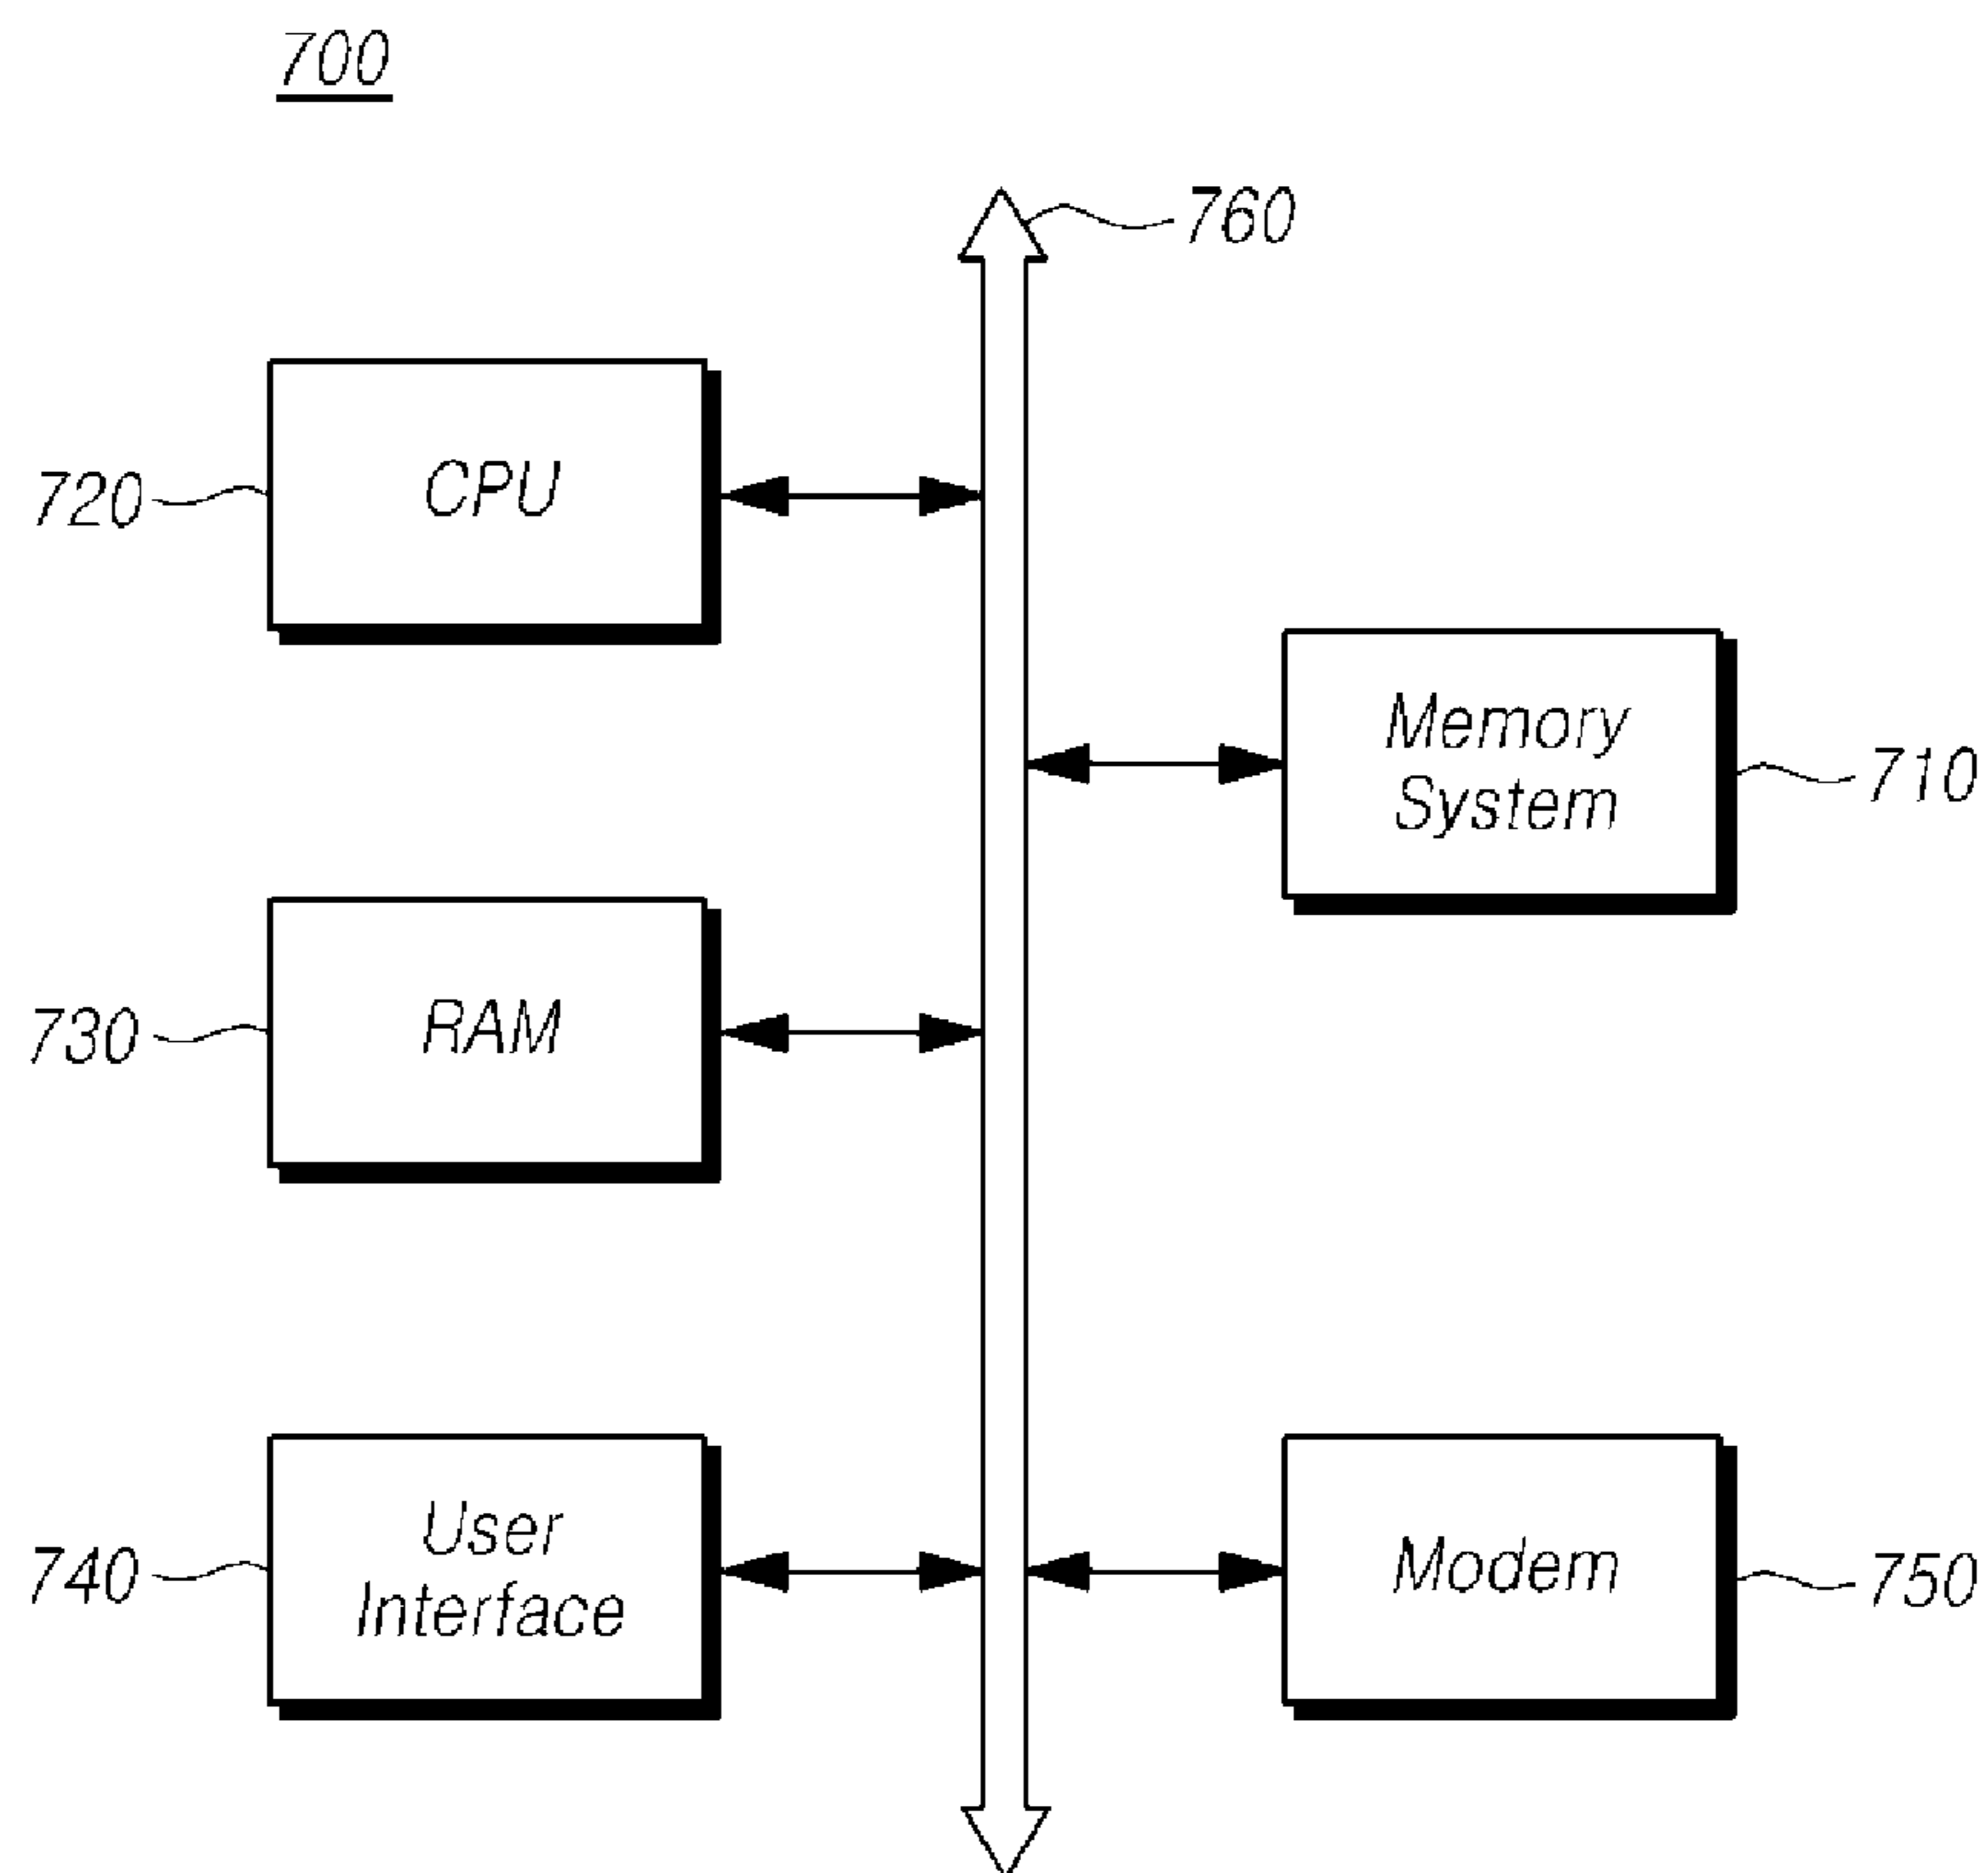 700
760
CPU
720
Memory
System
710
RAM
730
User
Interface
740
Modem
750